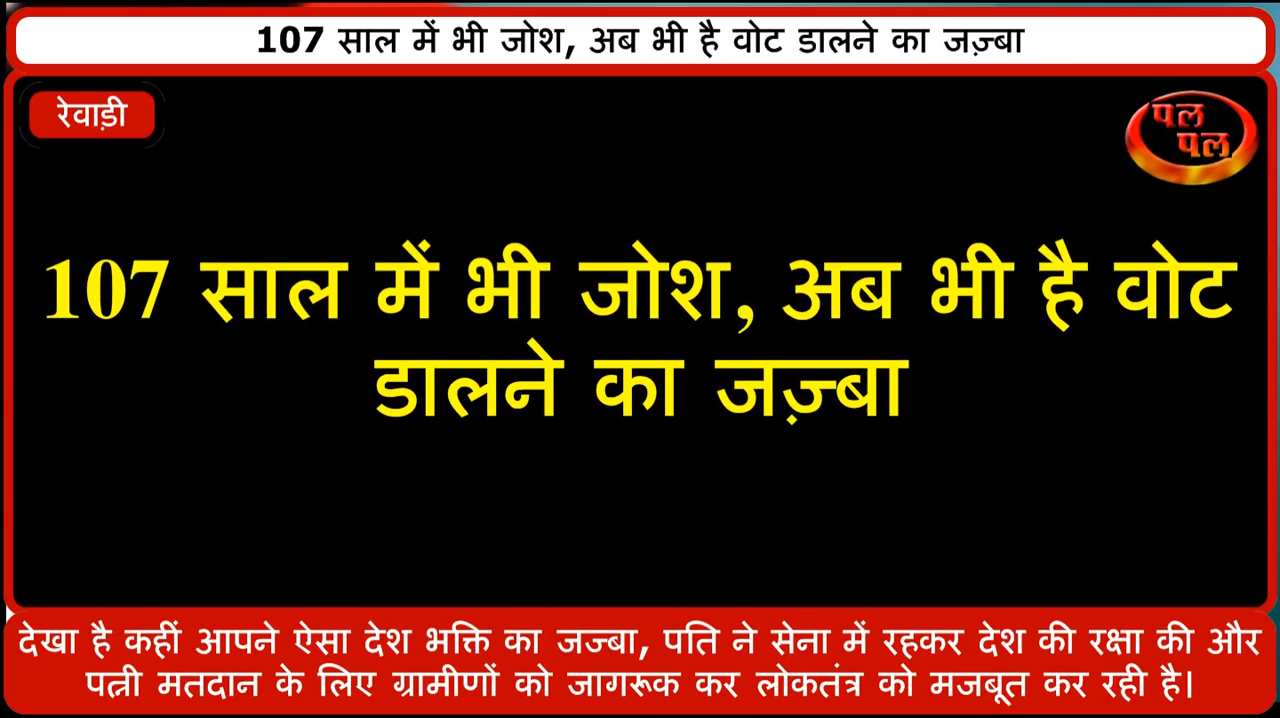 107 साल में भी जोश, अब भी है वोट डालने का जज़्बा
रेवाड़ी
पल
पल
107 साल में भी जोश, अब भी है वोट
डालने का जज़्बा
देखा है कहीं आपने ऐसा देश भक्ति का जज्बा, पति ने सेना में रहकर देश की रक्षा की और
पत्नी मतदान के लिए ग्रामीणों को जागरूक कर लोकतंत्र को मजबूत कर रही है।